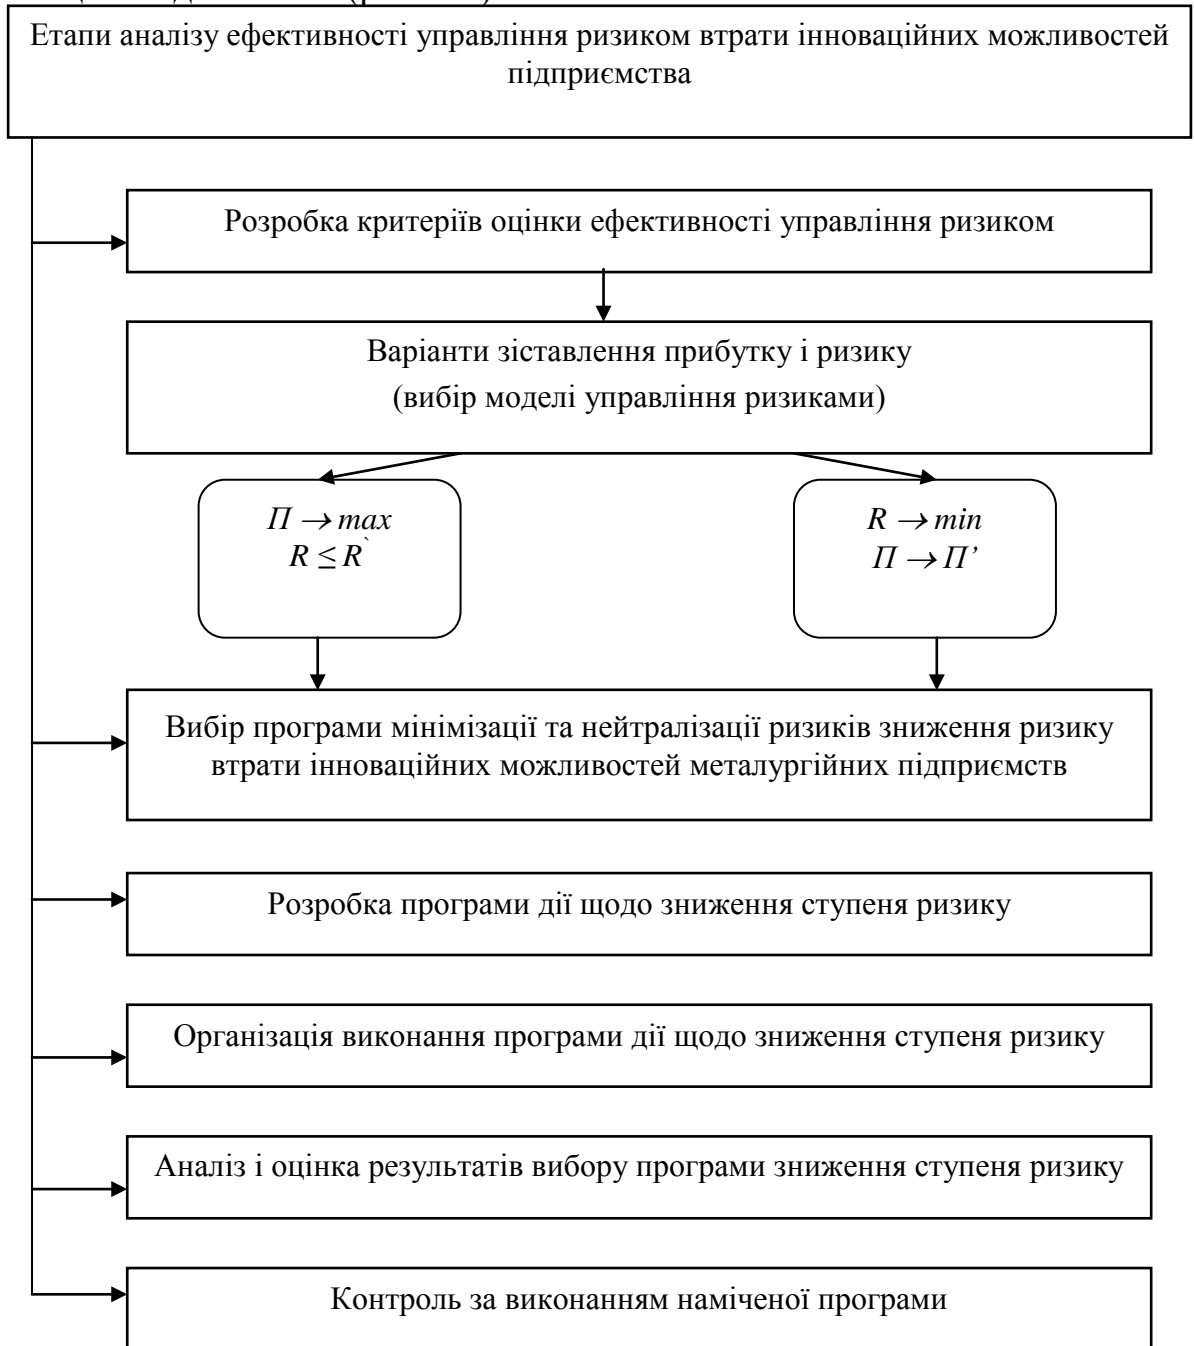 Етапи аналізу ефективності управління ризиком втрати інноваційних можливостей
підприємства
Розробка критеріїв оцінки ефективності управління ризиком
Варіанти зіставлення прибутку і ризику
(вибір моделі управління ризиками)
П → max
R ≤ R`
R → min
П → П’
Вибір програми мінімізації та нейтралізації ризиків зниження ризику
втрати інноваційних можливостей металургійних підприємств
Розробка програми дії щодо зниження ступеня ризику
Організація виконання програми дії щодо зниження ступеня ризику
Аналіз і оцінка результатів вибору програми зниження ступеня ризику
Контроль за виконанням наміченої програми